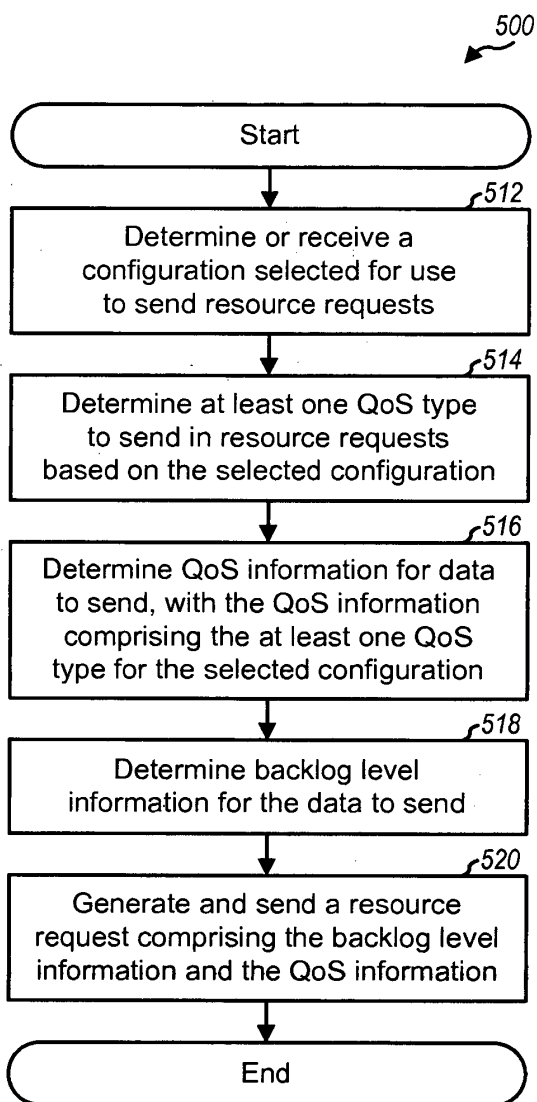 500
Start
512
Determine or receive a
configuration selected for use
to send resource requests
514
Determine at least one QoS type
to send in resource requests
based on the selected configuration
516
Determine QoS information for data
to send, with the QoS information
comprising the at least one QoS
type for the selected configuration
518
Determine backlog level
information for the data to send
520
Generate and send a resource
request comprising the backlog level
information and the QoS information
End